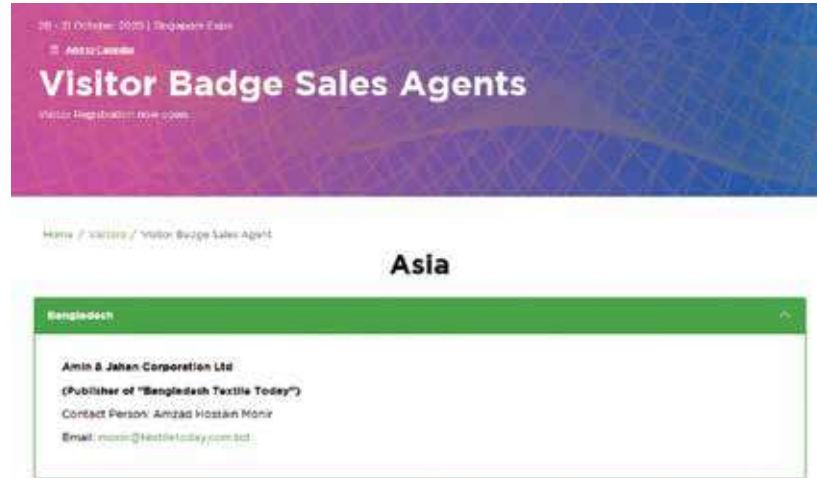 28 - 31 October 2025 | Singapore Expo
Add to Calendar
Visitor Badge Sales Agents
Visitor Registration now open
Home / Visitors / Visitor Badge Sales Agent
Asia
Bangladesh
Amin & Jahan Corporation Ltd
(Publisher of "Bangladesh Textile Today")
Contact Person: Amzad Hossain Monir
Email: monir@textiletoday.com.bd